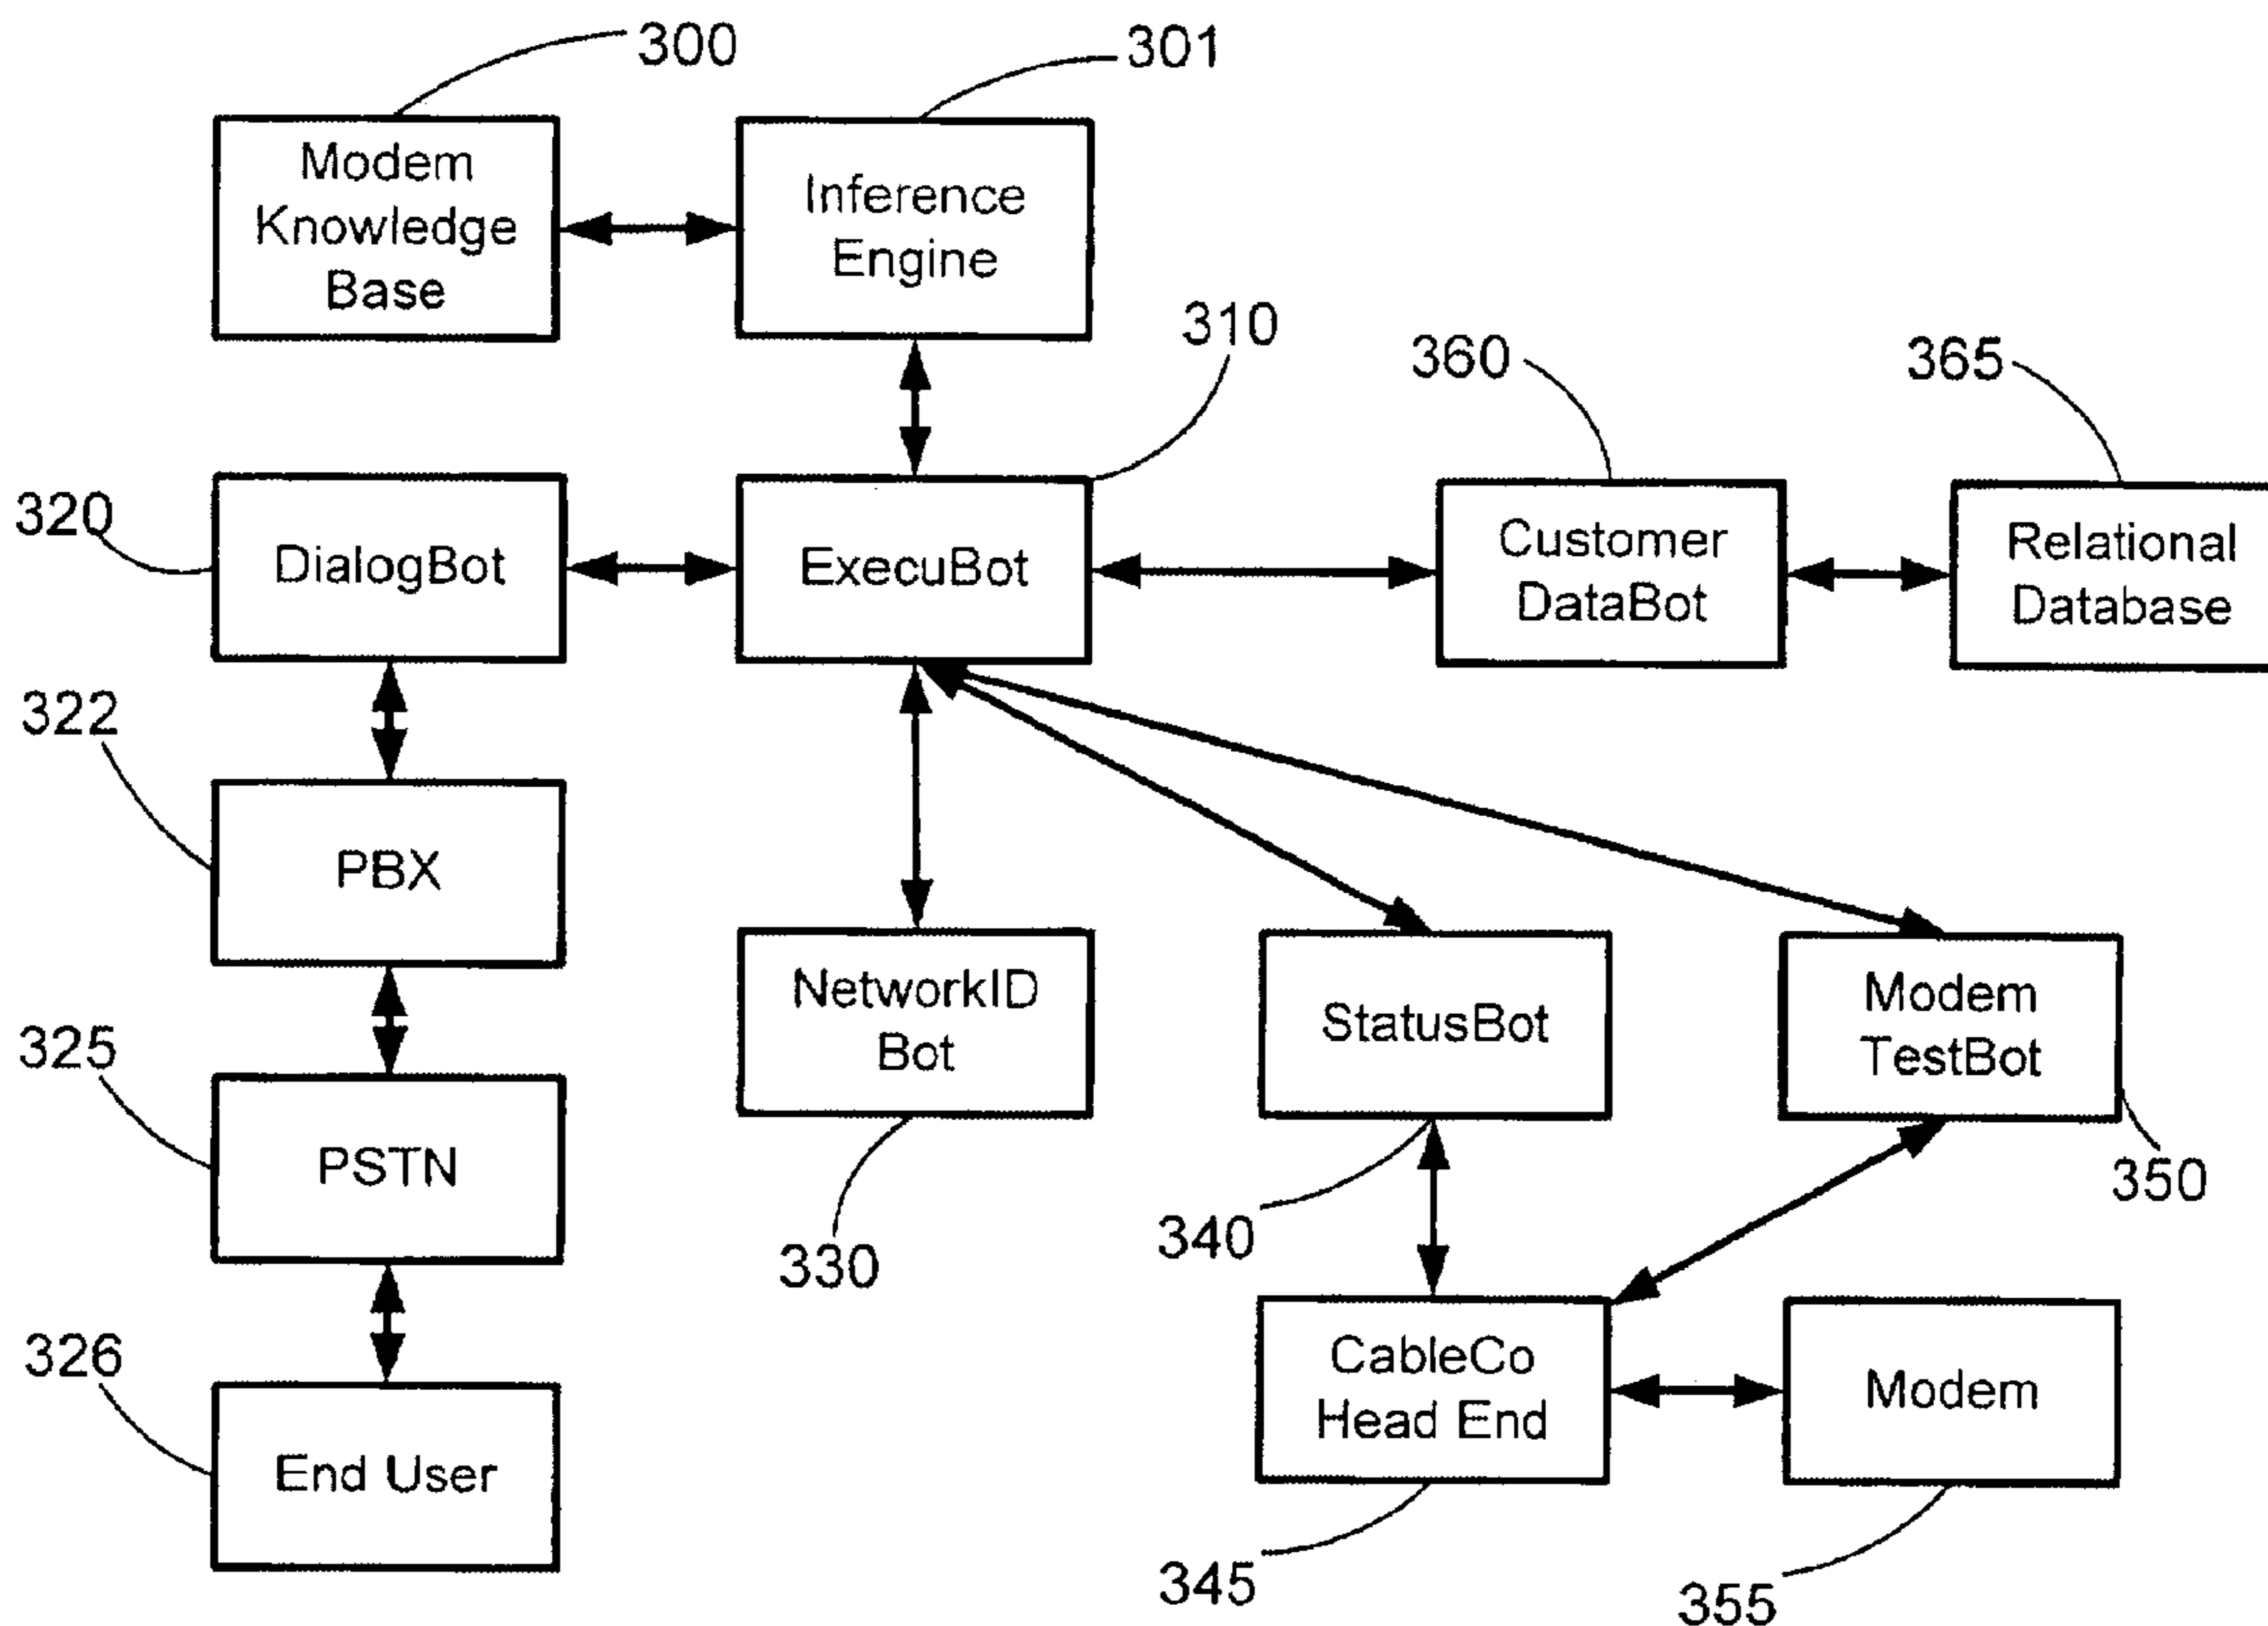 300
301
Modem
Knowledge
Base
Inference
Engine
310
360
365
320
DialogBot
ExecuBot
Customer
DataBot
Relational
Database
322
PBX
NetworkID
Bot
StatusBot
Modem
TestBot
325
PSTN
350
340
330
326
End User
CableCo
Head End
Modem
345
355